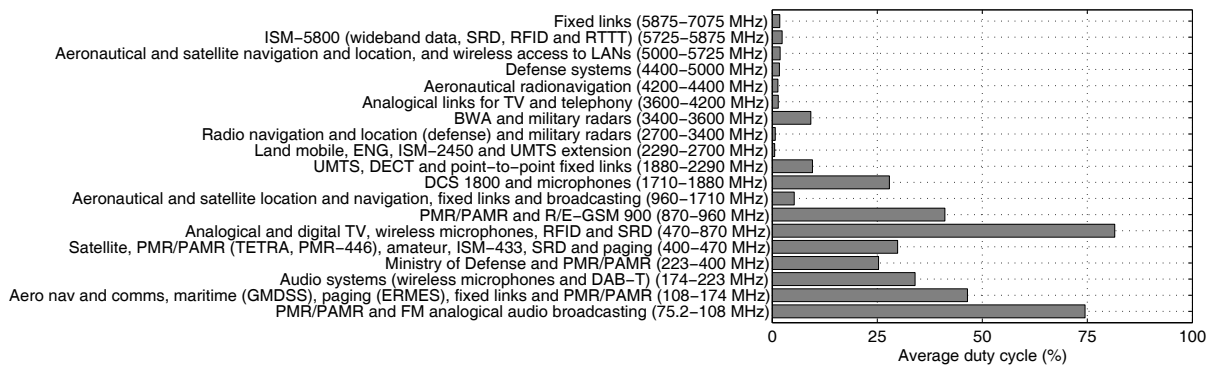 Fixed links (5875−7075 MHz)
ISM−5800 (wideband data, SRD, RFID and RTTT) (5725−5875 MHz)
Aeronautical and satellite navigation and location, and wireless access to LANs (5000−5725 MHz)
Defense systems (4400−5000 MHz)
Aeronautical radionavigation (4200−4400 MHz)
Analogical links for TV and telephony (3600−4200 MHz)
BWA and military radars (3400−3600 MHz)
Radio navigation and location (defense) and military radars (2700−3400 MHz)
Land mobile, ENG, ISM−2450 and UMTS extension (2290−2700 MHz)
UMTS, DECT and point−to−point fixed links (1880−2290 MHz)
DCS 1800 and microphones (1710−1880 MHz)
Aeronautical and satellite location and navigation, fixed links and broadcasting (960−1710 MHz)
PMR/PAMR and R/E−GSM 900 (870−960 MHz)
Analogical and digital TV, wireless microphones, RFID and SRD (470−870 MHz)
Satellite, PMR/PAMR (TETRA, PMR−446), amateur, ISM−433, SRD and paging (400−470 MHz)
Ministry of Defense and PMR/PAMR (223−400 MHz)
Audio systems (wireless microphones and DAB−T) (174−223 MHz)
Aero nav and comms, maritime (GMDSS), paging (ERMES), fixed links and PMR/PAMR (108−174 MHz)
PMR/PAMR and FM analogical audio broadcasting (75.2−108 MHz)
0 25 50 75 100
Average duty cycle (%)